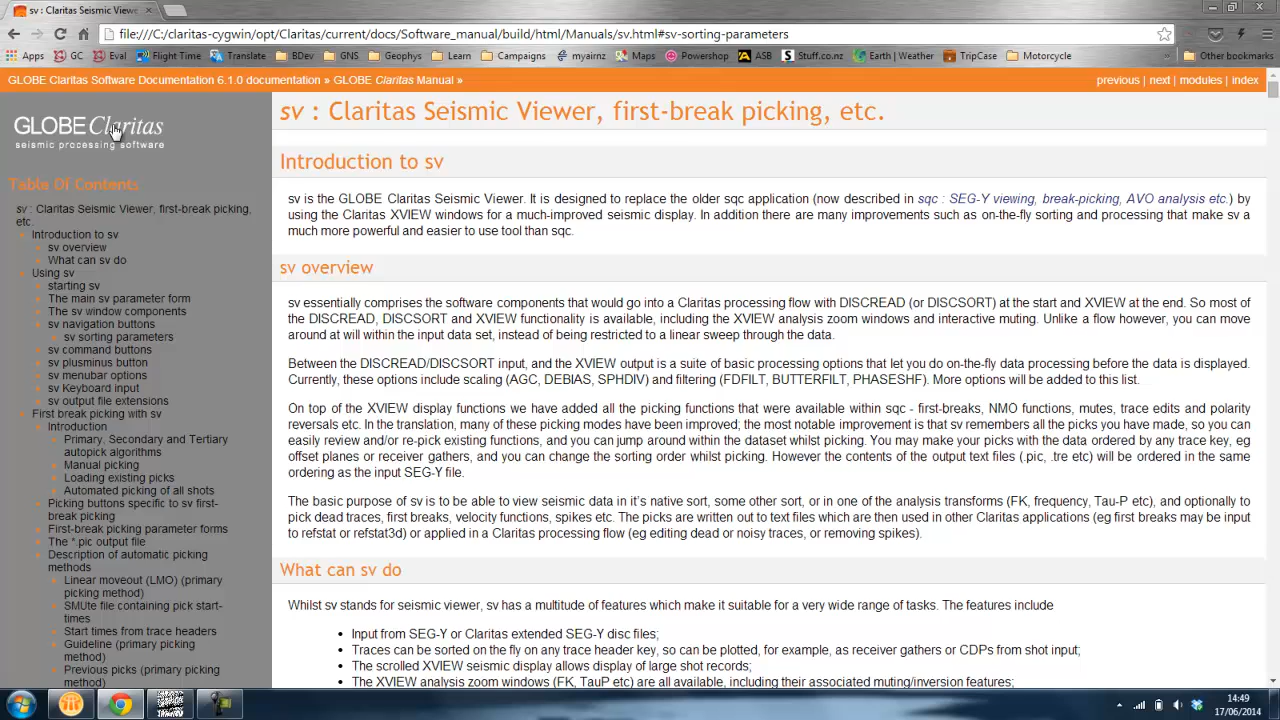 sv : Claritas Seismic Viewer
file:///C:/claritas-cygwin/opt/Claritas/current/docs/Software_manual/build/html/Manuals/sv.html#sv-sorting-parameters
Apps GC Eval Flight Time Translate BDev GNS Geophys Learn Campaigns myairnz Maps Powershop ASB Stuff.co.nz Earth | Weather TripCase Motorcycle » Other bookmarks
GLOBE Claritas Software Documentation 6.1.0 documentation » GLOBE Claritas Manual » previous | next | modules | index
GLOBE Claritas
seismic processing software
Table Of Contents
sv : Claritas Seismic Viewer, first-break picking,
etc.
Introduction to sv
sv overview
What can sv do
Using sv
starting sv
The main sv parameter form
The sv window components
sv navigation buttons
sv sorting parameters
sv command buttons
sv plusminus button
sv menubar options
sv Keyboard input
sv output file extensions
First break picking with sv
Introduction
Primary, Secondary and Tertiary
autopick algorithms
Manual picking
Loading existing picks
Automated picking of all shots
Picking buttons specific to sv first-
break picking
First-break picking parameter forms
The *.pic output file
Description of automatic picking
methods
Linear moveout (LMO) (primary
picking method)
SMUte file containing pick start-
times
Start times from trace headers
Guideline (primary picking
method)
Previous picks (primary picking
method)
sv : Claritas Seismic Viewer, first-break picking, etc.
Introduction to sv
sv is the GLOBE Claritas Seismic Viewer. It is designed to replace the older sqc application (now described in sqc : SEG-Y viewing, break-picking, AVO analysis etc.) by
using the Claritas XVIEW windows for a much-improved seismic display. In addition there are many improvements such as on-the-fly sorting and processing that make sv a
much more powerful and easier to use tool than sqc.
sv overview
sv essentially comprises the software components that would go into a Claritas processing flow with DISCREAD (or DISCSORT) at the start and XVIEW at the end. So most of
the DISCREAD, DISCSORT and XVIEW functionality is available, including the XVIEW analysis zoom windows and interactive muting. Unlike a flow however, you can move
around at will within the input data set, instead of being restricted to a linear sweep through the data.
Between the DISCREAD/DISCSORT input, and the XVIEW output is a suite of basic processing options that let you do on-the-fly data processing before the data is displayed.
Currently, these options include scaling (AGC, DEBIAS, SPHDIV) and filtering (FDFILT, BUTTERFILT, PHASESHF). More options will be added to this list.
On top of the XVIEW display functions we have added all the picking functions that were available within sqc - first-breaks, NMO functions, mutes, trace edits and polarity
reversals etc. In the translation, many of these picking modes have been improved; the most notable improvement is that sv remembers all the picks you have made, so you can
easily review and/or re-pick existing functions, and you can jump around within the dataset whilst picking. You may make your picks with the data ordered by any trace key, eg
offset planes or receiver gathers, and you can change the sorting order whilst picking. However the contents of the output text files (.pic, .tre etc) will be ordered in the same
ordering as the input SEG-Y file.
The basic purpose of sv is to be able to view seismic data in it's native sort, some other sort, or in one of the analysis transforms (FK, frequency, Tau-P etc), and optionally to
pick dead traces, first breaks, velocity functions, spikes etc. The picks are written out to text files which are then used in other Claritas applications (eg first breaks may be input
to refstat or refstat3d) or applied in a Claritas processing flow (eg editing dead or noisy traces, or removing spikes).
What can sv do
Whilst sv stands for seismic viewer, sv has a multitude of features which make it suitable for a very wide range of tasks. The features include
Input from SEG-Y or Claritas extended SEG-Y disc files;
Traces can be sorted on the fly on any trace header key, so can be plotted, for example, as receiver gathers or CDPs from shot input;
The scrolled XVIEW seismic display allows display of large shot records;
The XVIEW analysis zoom windows (FK, TauP etc) are all available, including their associated muting/inversion features;
14:49
17/06/2014